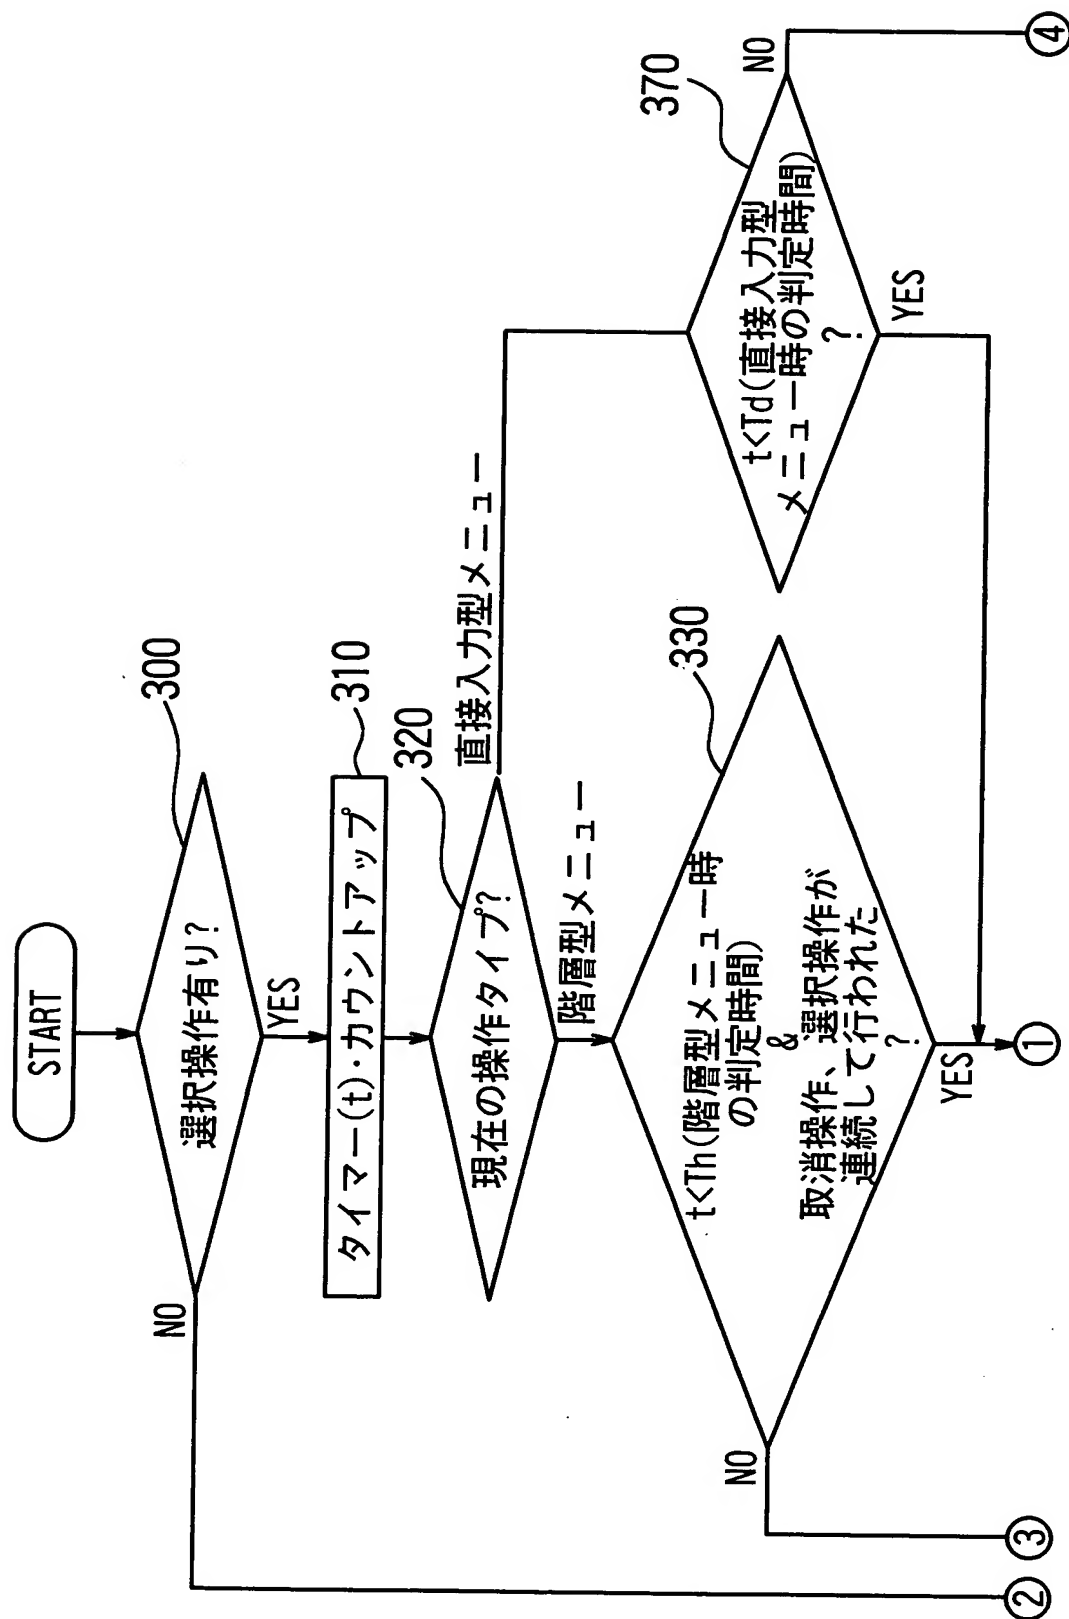 START
選択操作有り?
300
NO
YES
タイマー(t)・カウントアップ
310
現在の操作タイプ?
320
直接入力型メニュー
階層型メニュー
t<Th(階層型メニュー時
の判定時間)
&
取消操作、選択操作が
連続して行われた
?
330
NO
YES
t<Td(直接入力型
メニュー時の判定時間)
?
370
NO
YES
②
③
①
④